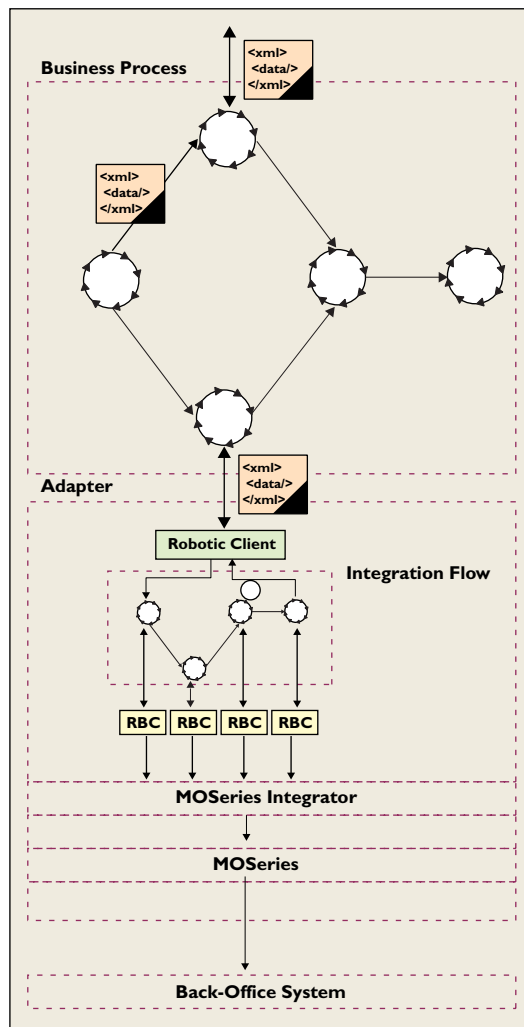 <xml>
<data/>
</xml>
Business Process
<xml>
<data/>
</xml>
<xml>
<data/>
</xml>
Adapter
Robotic Client
Integration Flow
RBC RBC RBC RBC
MOSeries Integrator
MOSeries
Back-Office System